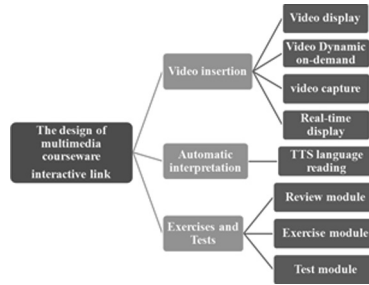 The design of
multimedia
courseware
interactive link
Video insertion
Video display
Video Dynamic
on-demand
video capture
Real-time
display
Automatic
interpretation
TTS language
reading
Exercises and
Tests
Review module
Exercise module
Test module